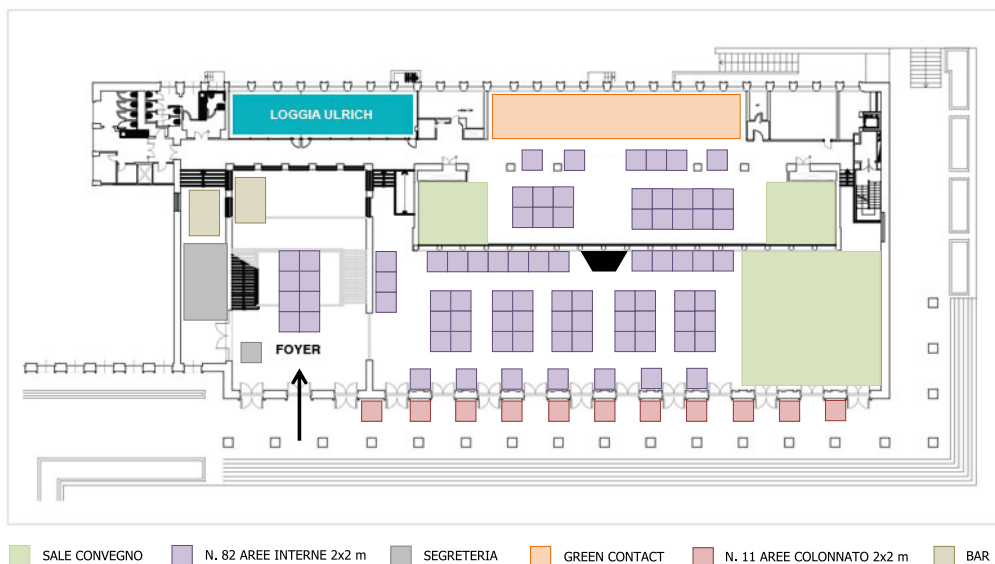 LOGGIA ULRICH
FOYER
SALE CONVEGNO
N. 82 AREE INTERNE 2x2 m
SEGRETERIA
GREEN CONTACT
N. 11 AREE COLONNATO 2x2 m
BAR